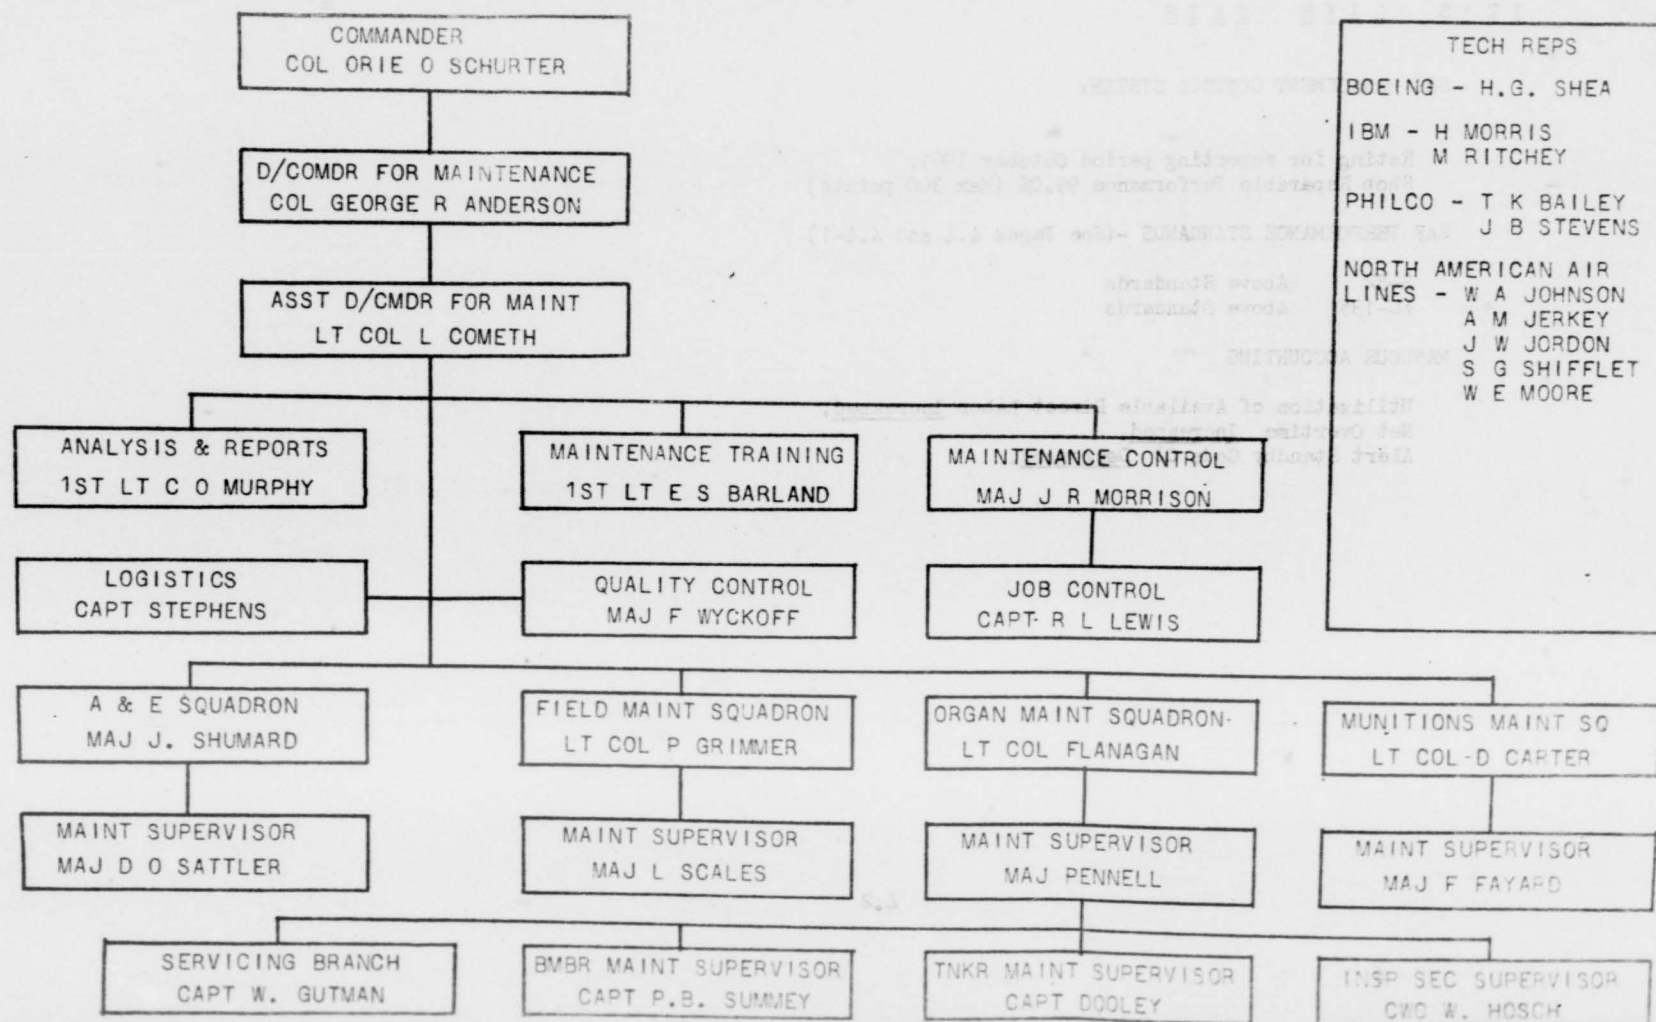 COMMANDER
COL ORIE O SCHURTER
D/COMDR FOR MAINTENANCE
COL GEORGE R ANDERSON
ASST D/CMDR FOR MAINT
LT COL L COMETH
TECH REPS
BOEING - H.G. SHEA
IBM - H MORRIS
M RITCHEY
PHILCO - T K BAILEY
J B STEVENS
NORTH AMERICAN AIR
LINES - W A JOHNSON
A M JERKEY
J W JORDON
S G SHIFFLET
W E MOORE
ANALYSIS & REPORTS
1ST LT C O MURPHY
MAINTENANCE TRAINING
1ST LT E S BARLAND
MAINTENANCE CONTROL
MAJ J R MORRISON
LOGISTICS
CAPT STEPHENS
QUALITY CONTROL
MAJ F WYCKOFF
JOB CONTROL
CAPT R L LEWIS
A & E SQUADRON
MAJ J. SHUMARD
FIELD MAINT SQUADRON
LT COL P GRIMMER
ORGAN MAINT SQUADRON
LT COL FLANAGAN
MUNITIONS MAINT SQ
LT COL D CARTER
MAINT SUPERVISOR
MAJ D O SATTLER
MAINT SUPERVISOR
MAJ L SCALES
MAINT SUPERVISOR
MAJ PENNELL
MAINT SUPERVISOR
MAJ F FAYARD
SERVICING BRANCH
CAPT W. GUTMAN
BMBR MAINT SUPERVISOR
CAPT P.B. SUMMEY
TNKR MAINT SUPERVISOR
CAPT DOOLEY
INSP SEC SUPERVISOR
CWO W. HOSCH